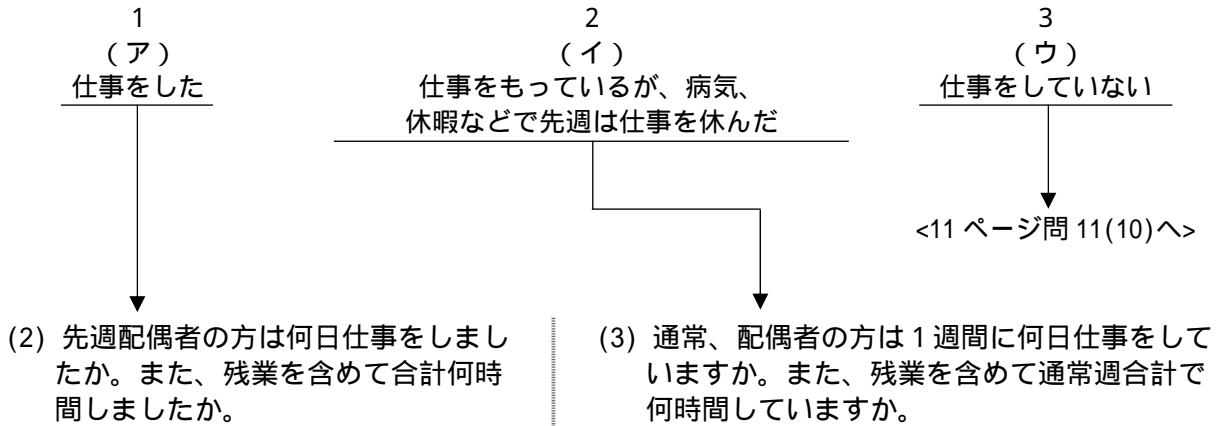 1
(ア)
仕事をした
2
(イ)
仕事をもっているが、病気、
休暇などで先週は仕事を休んだ
3
(ウ)
仕事をしていない
<11 ページ問 11(10)へ>
(2) 先週配偶者の方は何日仕事をしまし
たか。また、残業を含めて合計何時
間しましたか。
(3) 通常、配偶者の方は 1 週間に何日仕事をして
いますか。また、残業を含めて通常週合計で
何時間していますか。